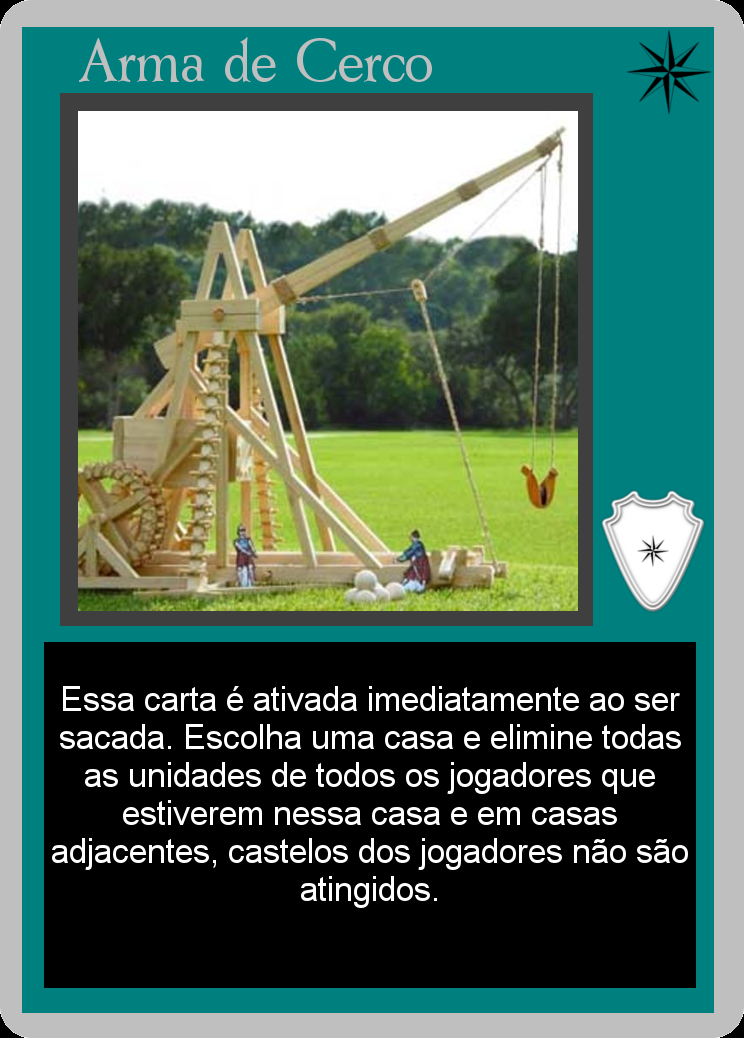 Arma de Cerco
Essa carta é ativada imediatamente ao ser
sacada. Escolha uma casa e elimine todas
as unidades de todos os jogadores que
estiverem nessa casa e em casas
adjacentes, castelos dos jogadores não são
atingidos.